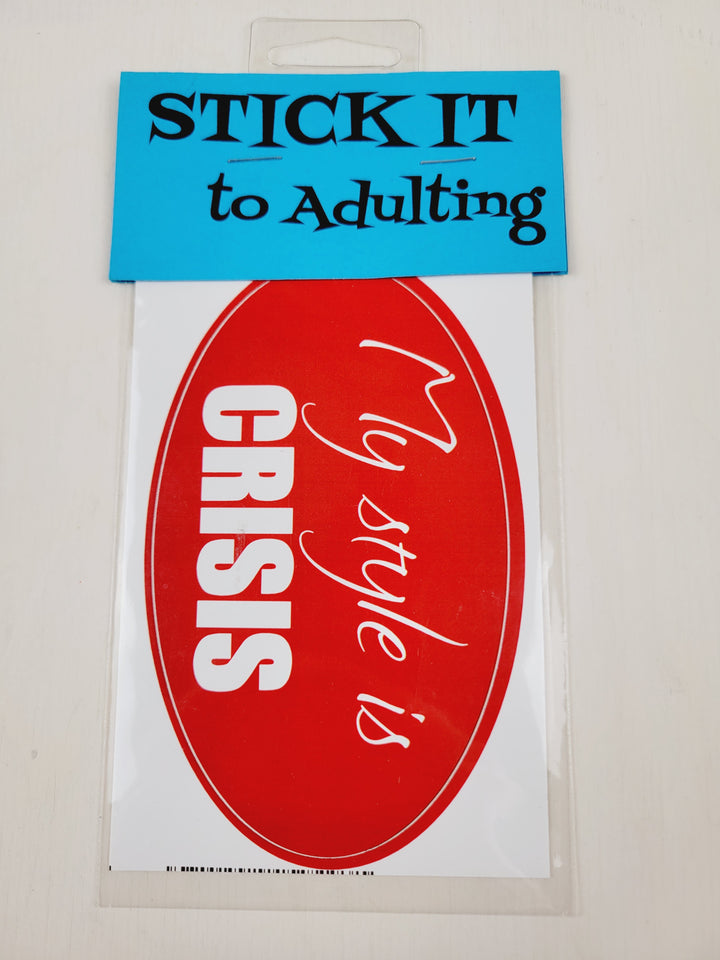 STICK IT
to Adulting
My style is
CRISIS